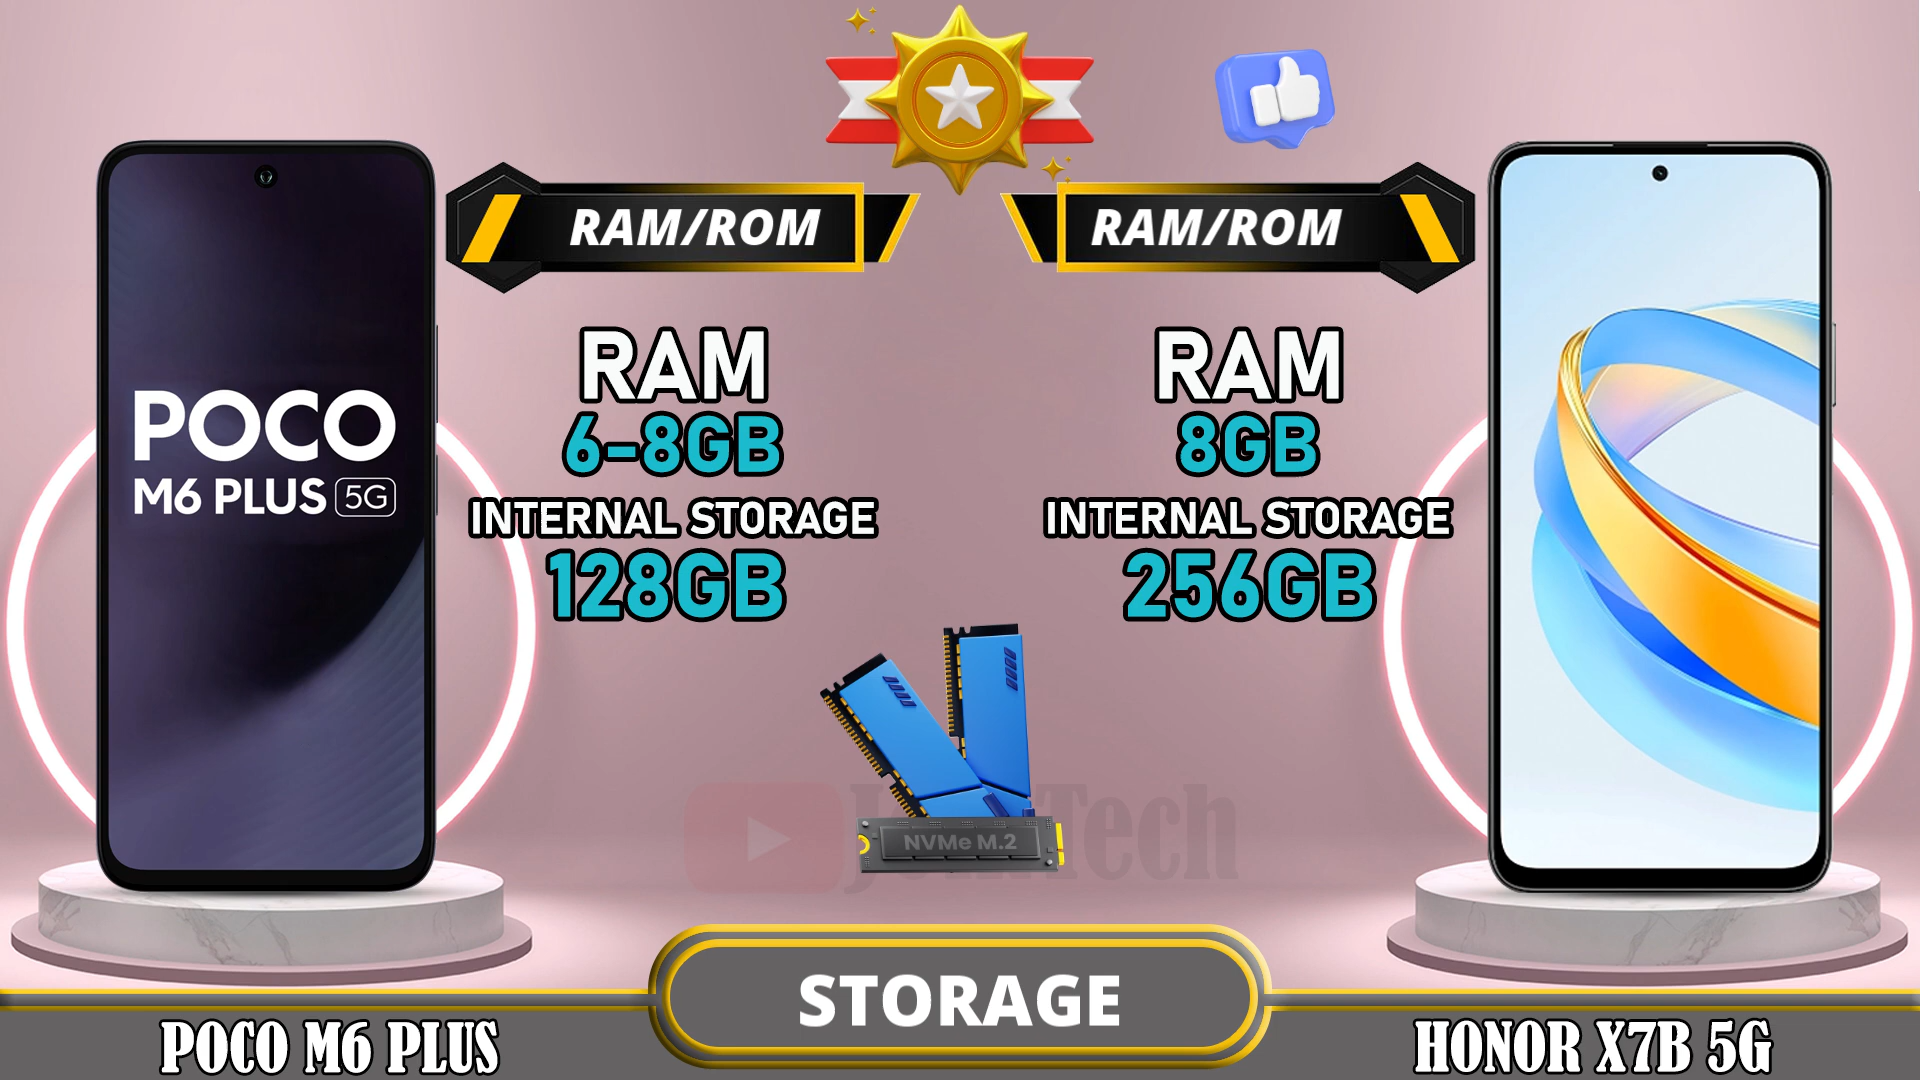 RAM/ROM
RAM/ROM
RAM
6-8GB
INTERNAL STORAGE
128GB
RAM
8GB
INTERNAL STORAGE
256GB
POCO
M6 PLUS 5G
NVMe M.2
Tech
STORAGE
POCO M6 PLUS
HONOR X7B 5G